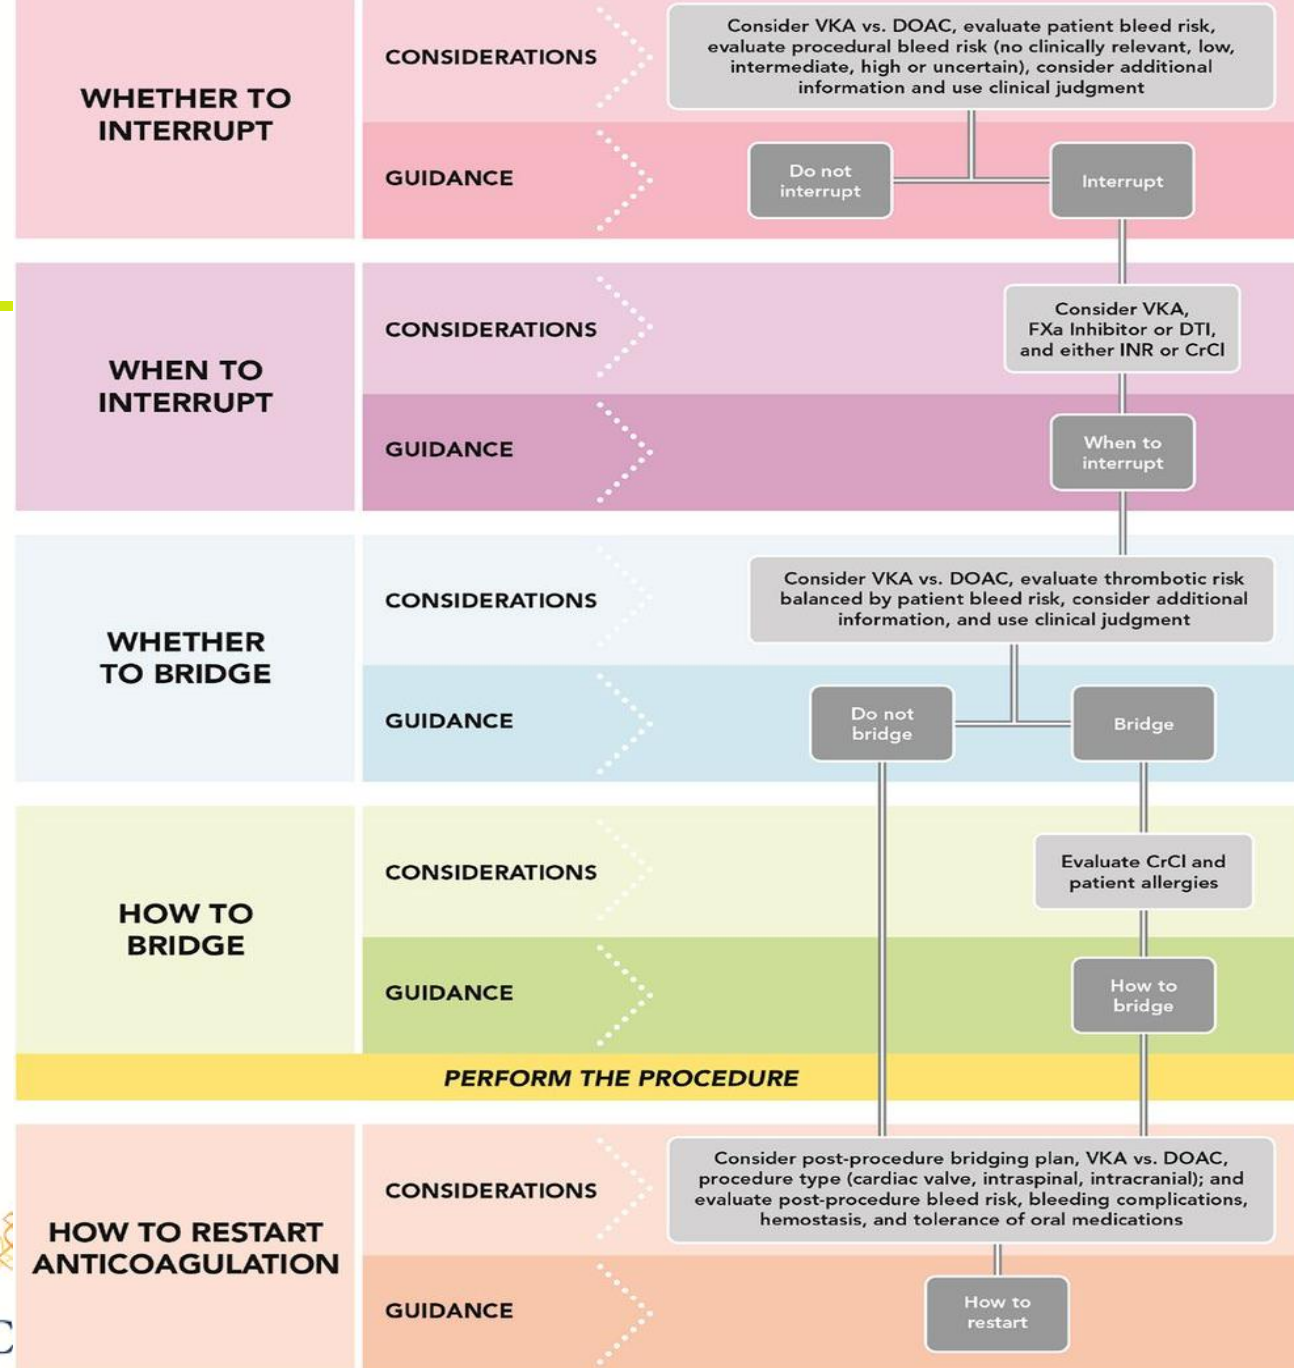 WHETHER TO
INTERRUPT
CONSIDERATIONS
Consider VKA vs. DOAC, evaluate patient bleed risk,
evaluate procedural bleed risk (no clinically relevant, low,
intermediate, high or uncertain), consider additional
information and use clinical judgment
GUIDANCE
Do not
interrupt
Interrupt
WHEN TO
INTERRUPT
CONSIDERATIONS
Consider VKA,
FXa Inhibitor or DTI,
and either INR or CrCl
GUIDANCE
When to
interrupt
WHETHER
TO BRIDGE
CONSIDERATIONS
Consider VKA vs. DOAC, evaluate thrombotic risk
balanced by patient bleed risk, consider additional
information, and use clinical judgment
GUIDANCE
Do not
bridge
Bridge
HOW TO
BRIDGE
CONSIDERATIONS
Evaluate CrCl and
patient allergies
GUIDANCE
How to
bridge
PERFORM THE PROCEDURE
HOW TO RESTART
ANTICOAGULATION
CONSIDERATIONS
Consider post-procedure bridging plan, VKA vs. DOAC,
procedure type (cardiac valve, intraspinal, intracranial); and
evaluate post-procedure bleed risk, bleeding complications,
hemostasis, and tolerance of oral medications
GUIDANCE
How to
restart